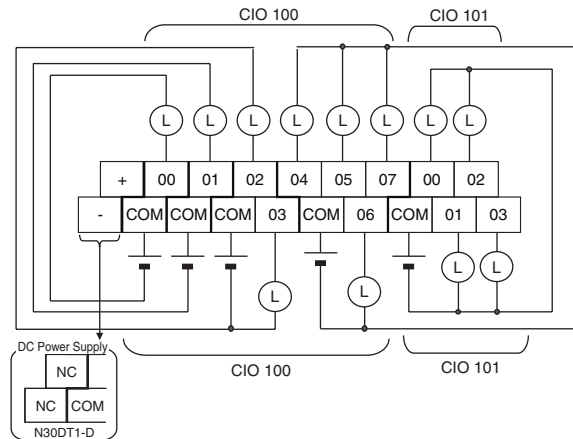 CIO 100 CIO 101
L L L L L L L L
+ 00 01 02 04 05 07 00 02
- COM COM COM 03 COM 06 COM 01 03
L L
L L
DC Power Supply
NC
NC COM
N30DT1-D
CIO 100 CIO 101